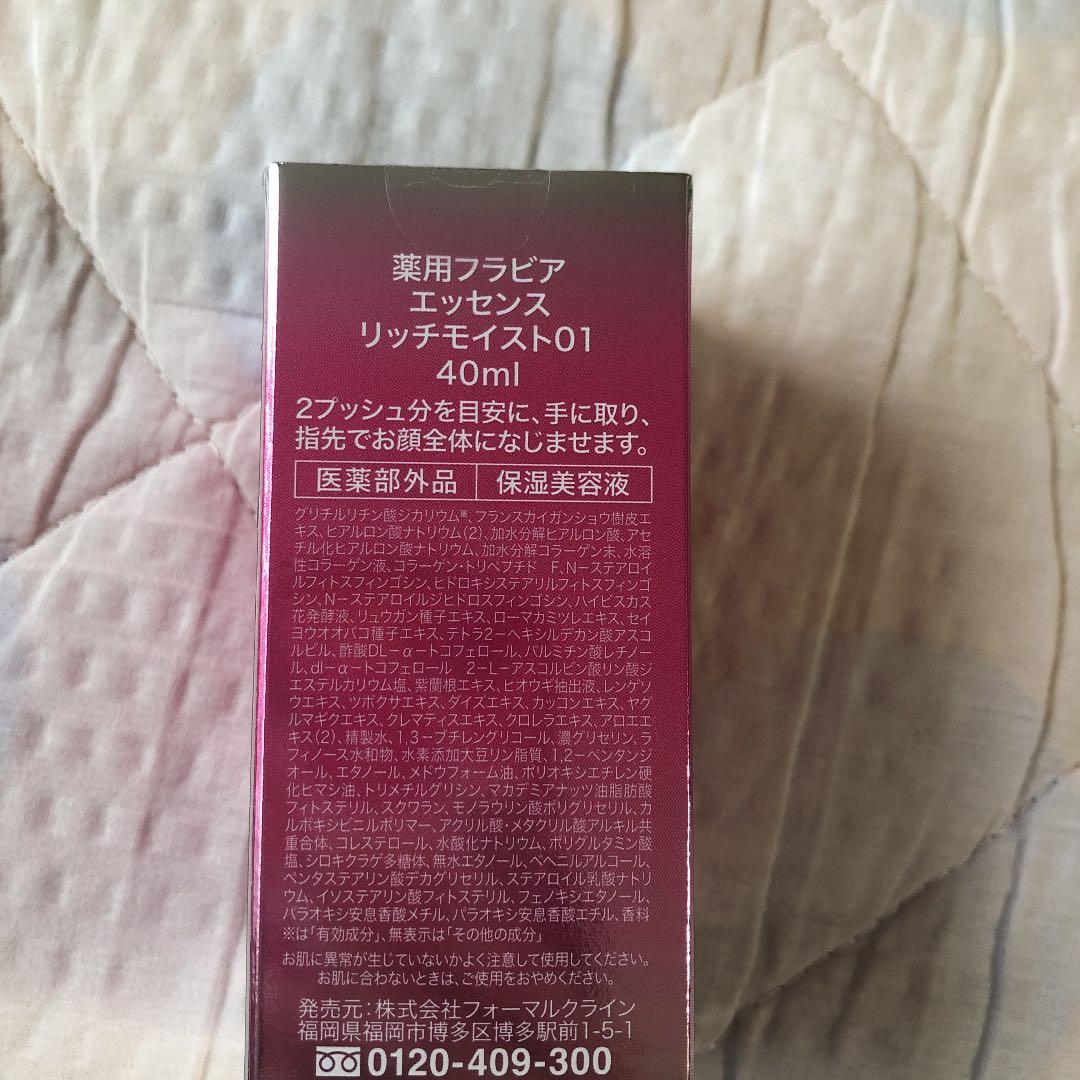 薬用フラビア
エッセンス
リッチモイスト01
40ml
2プッシュ分を目安に、手に取り、
指先でお顔全体になじませます。
医薬部外品 保湿美容液
グリチルリチン酸ジカリウム※、フランスカイガンショウ樹皮エ
キス、ヒアルロン酸ナトリウム(2)、加水分解ヒアルロン酸、アセ
チル化ヒアルロン酸ナトリウム、加水分解コラーゲン末、水溶
性コラーゲン液、コラーゲン・トリペプチド F、N-ステアロイ
ルフィトスフィンゴシン、ヒドロキシステアリルフィトスフィンゴ
シン、N-ステアロイルジヒドロスフィンゴシン、ハイビスカス
花発酵液、リュウガン種子エキス、ローマカミツレエキス、セイ
ヨウオオバコ種子エキス、テトラ2-ヘキシルデカン酸アスコ
ルビル、酢酸DL-α-トコフェロール、パルミチン酸レチノー
ル、dl-α-トコフェロール 2-L-アスコルビン酸リン酸ジ
エステルカリウム塩、紫蘭根エキス、ヒオウギ抽出液、レンゲソ
ウエキス、ツボクサエキス、ダイズエキス、カッコンエキス、ヤグ
ルマギクエキス、クレマティスエキス、クロレラエキス、アロエエ
キス(2)、精製水、1,3-ブチレングリコール、濃グリセリン、ラ
フィノース水和物、水素添加大豆リン脂質、1,2-ペンタンジ
オール、エタノール、メドウフォーム油、ポリオキシエチレン硬
化ヒマシ油、トリメチルグリシン、マカデミアナッツ油脂肪酸
フィトステリル、スクワラン、モノラウリン酸ポリグリセリル、カ
ルボキシビニルポリマー、アクリル酸・メタクリル酸アルキル共
重合体、コレステロール、水酸化ナトリウム、ポリグルタミン酸
塩、シロキクラゲ多糖体、無水エタノール、ベヘニルアルコール、
ペンタステアリン酸デカグリセリル、ステアロイル乳酸ナトリ
ウム、イソステアリン酸フィトステリル、フェノキシエタノール、
パラオキシ安息香酸メチル、パラオキシ安息香酸エチル、香料
※は「有効成分」、無表示は「その他の成分」
お肌に異常が生じていないかよく注意して使用してください。
お肌に合わないときは、ご使用をおやめください。
発売元:株式会社フォーマルクライン
福岡県福岡市博多区博多駅前1-5-1
0120-409-300